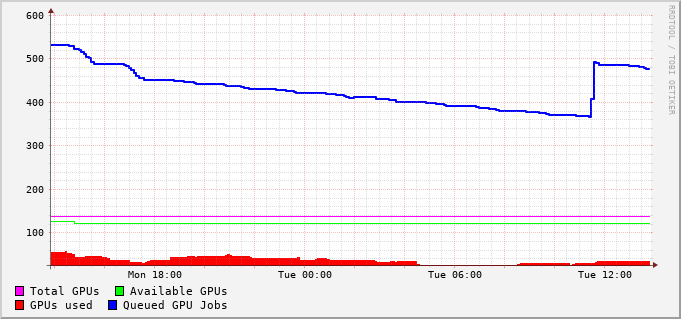 600
500
400
300
200
100
Mon 18:00 Tue 00:00 Tue 06:00 Tue 12:00
Total GPUs Available GPUs
GPUs used Queued GPU Jobs
RRDTOOL / TOBI OETIKER